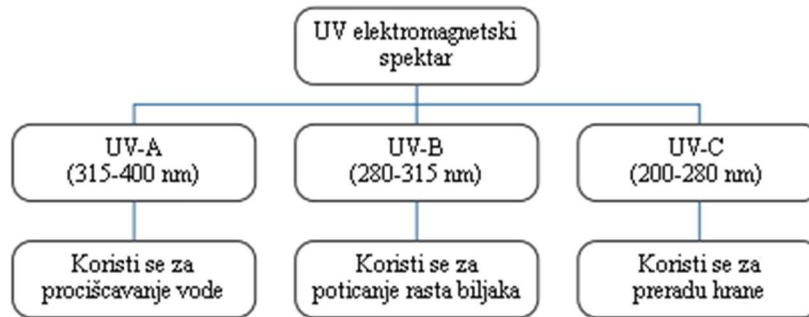 UV elektromagnetski
spektar
UV-A
(315-400 nm)
UV-B
(280-315 nm)
UV-C
(200-280 nm)
Koristi se za
procišcavanje vode
Koristi se za
poticanje rasta biljaka
Koristi se za
preradu hrane